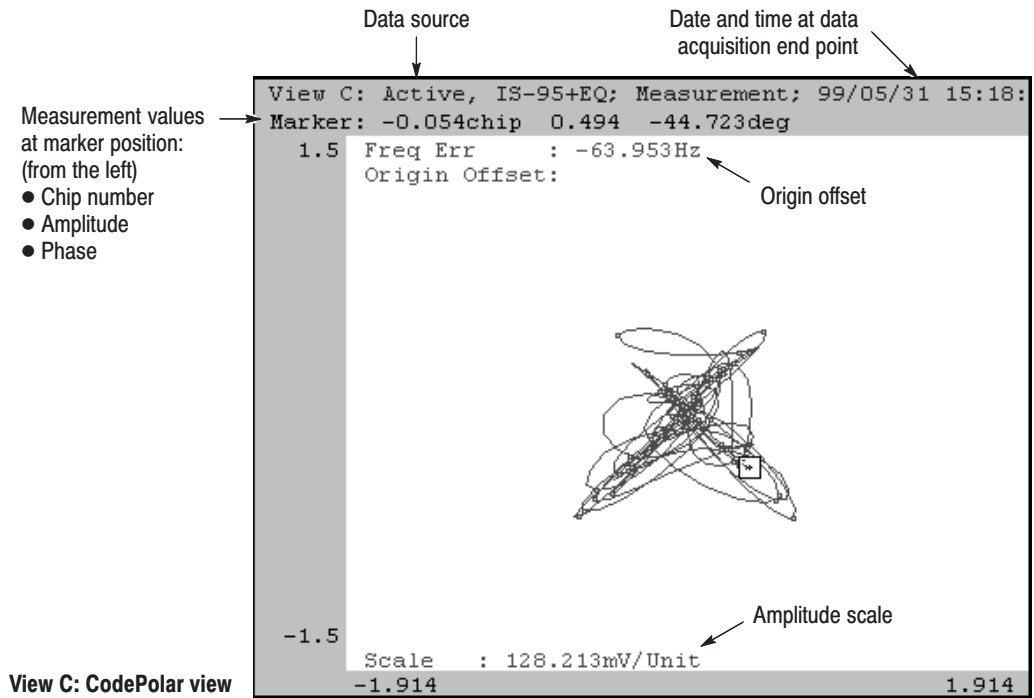 Data source
Date and time at data
acquisition end point
View C: Active, IS-95+EQ; Measurement; 99/05/31 15:18:
Marker: -0.054chip 0.494 -44.723deg
Measurement values
at marker position:
(from the left)
● Chip number
● Amplitude
● Phase
1.5
Freq Err : -63.953Hz
Origin Offset:
Origin offset
Amplitude scale
-1.5
Scale : 128.213mV/Unit
-1.914
1.914
View C: CodePolar view